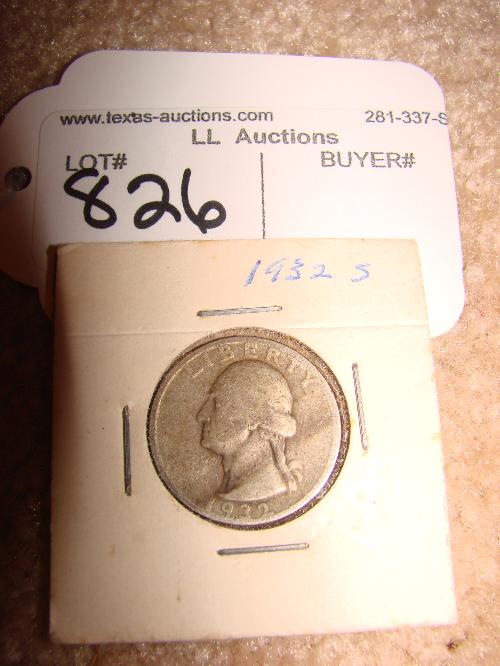 www.texas-auctions.com 281-337-
LL Auctions
LOT# BUYER#
826
1932 S
LIBERTY
1932